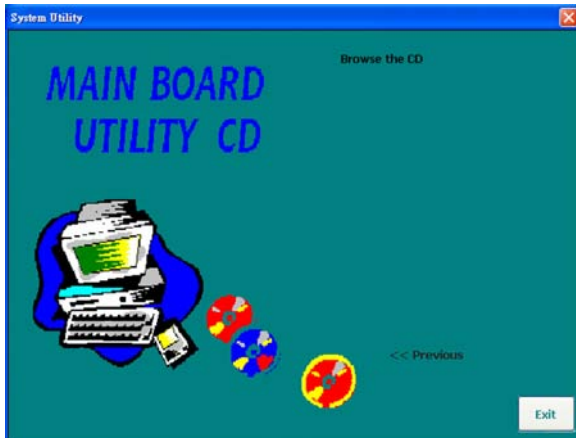 System Utility
Browse the CD
MAIN BOARD
UTILITY CD
<< Previous
Exit